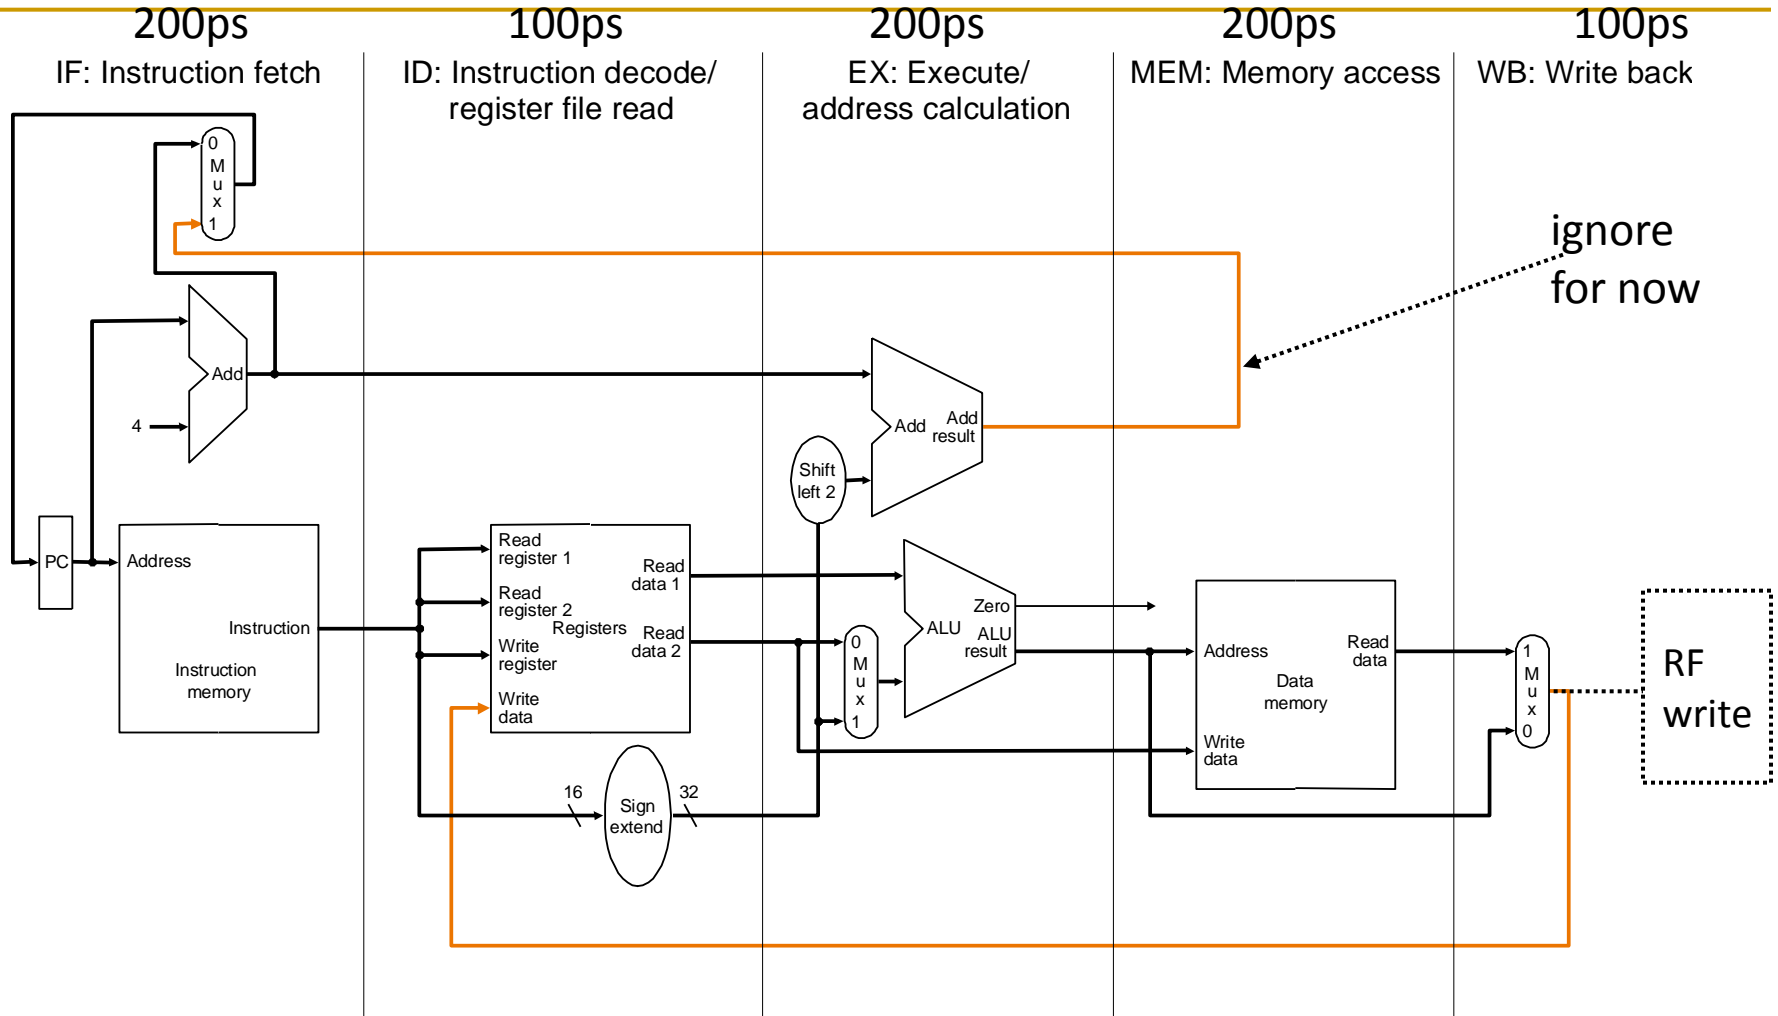 200ps
100ps
200ps
200ps
100ps
IF: Instruction fetch
ID: Instruction decode/
register file read
EX: Execute/
address calculation
MEM: Memory access
WB: Write back
0
M
u
x
1
ignore
for now
Add
4
Add
Add
result
Shift
left 2
PC
Address
Instruction
Instruction
memory
Read
register 1
Read
register 2
Registers
Write
register
Write
data
Read
data 1
Read
data 2
0
M
u
x
1
Zero
ALU
ALU
result
Address
Read
data
Data
memory
Write
data
1
M
u
x
0
RF
write
16
Sign
extend
32